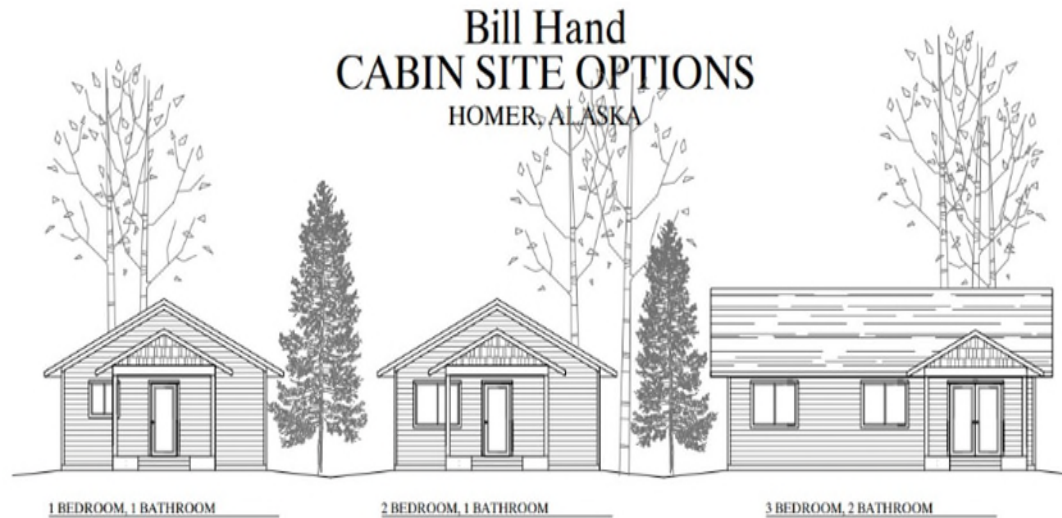 Bill Hand
CABIN SITE OPTIONS
HOMER, ALASKA
1 BEDROOM, 1 BATHROOM
2 BEDROOM, 1 BATHROOM
3 BEDROOM, 2 BATHROOM